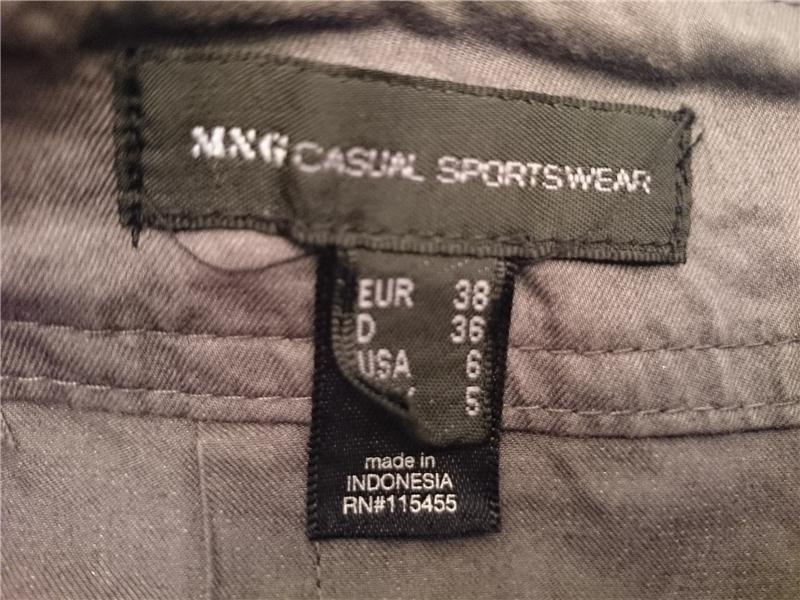 MNG CASUAL SPORTSWEAR
EUR 38
D 36
USA 6
5
made in
INDONESIA
RN#115455